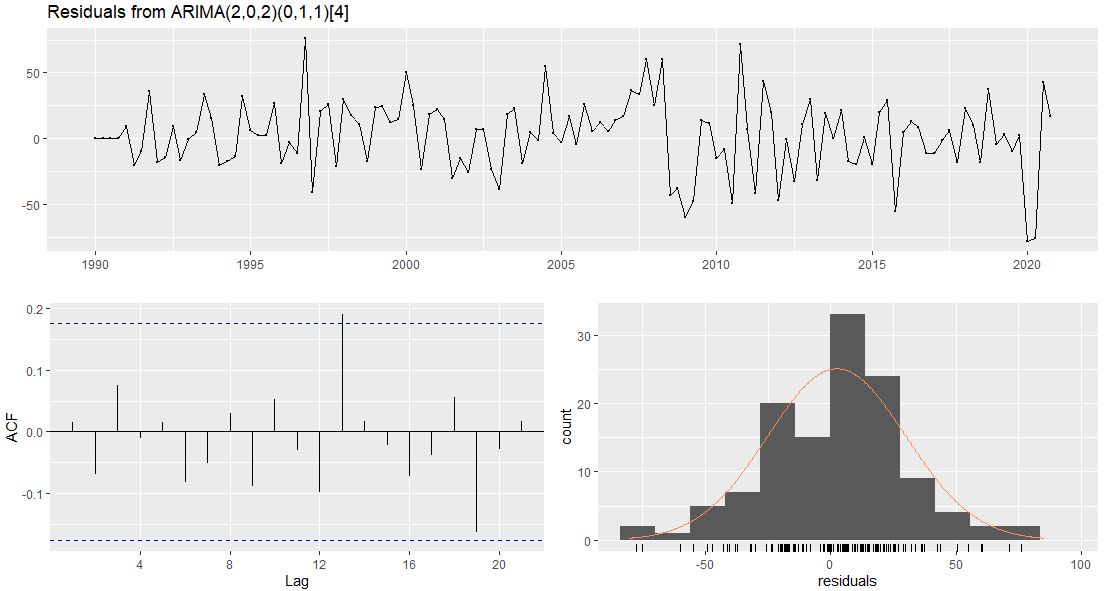 Residuals from ARIMA(2,0,2)(0,1,1)[4]
50
0
-50
1990 1995 2000 2005 2010 2015 2020
0.2
0.1
0.0
-0.1
ACF
4 8 12 16 20
Lag
30
20
10
0
count
-50 0 50 100
residuals